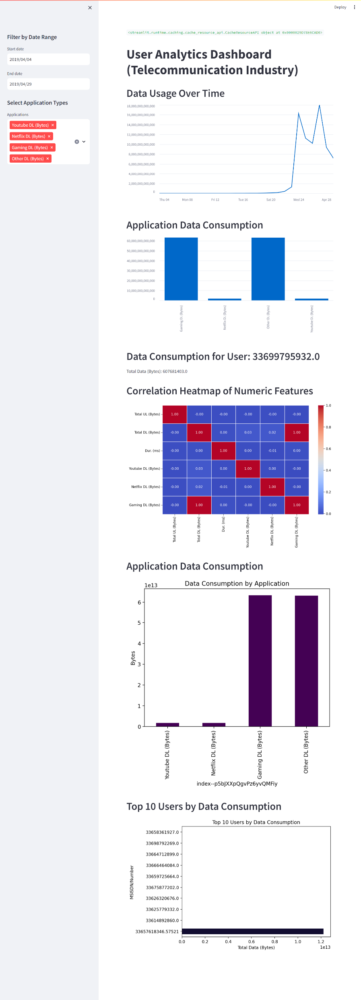 Deploy
Filter by Date Range
Start date
2019/04/04
End date
2019/04/29
Select Application Types
Applications
Youtube DL (Bytes)
Netflix DL (Bytes)
Gaming DL (Bytes)
Other DL (Bytes)
<streamlit.runtime.caching.cache_resource_api.CacheResourceAPI object at 0x0000029D78E6CAD0>
User Analytics Dashboard
(Telecommunication Industry)
Data Usage Over Time
18,000,000,000,000
16,000,000,000,000
14,000,000,000,000
12,000,000,000,000
10,000,000,000,000
8,000,000,000,000
6,000,000,000,000
4,000,000,000,000
2,000,000,000,000
0
Thu 04 Mon 08 Fri 12 Tue 16 Sat 20 Wed 24 Apr 28
Application Data Consumption
60,000,000,000,000
50,000,000,000,000
40,000,000,000,000
30,000,000,000,000
20,000,000,000,000
10,000,000,000,000
0
Gaming DL (Bytes)
Netflix DL (Bytes)
Other DL (Bytes)
Youtube DL (Bytes)
Data Consumption for User: 33699795932.0
Total Data (Bytes): 607681403.0
Correlation Heatmap of Numeric Features
Total UL (Bytes) 1.00 -0.00 -0.00 -0.00 -0.00 -0.00
Total DL (Bytes) -0.00 1.00 0.00 0.03 0.02 1.00
Dur. (ms) -0.00 0.00 1.00 0.00 -0.01 0.00
Youtube DL (Bytes) -0.00 0.03 0.00 1.00 0.00 -0.00
Netflix DL (Bytes) -0.00 0.02 -0.01 0.00 1.00 -0.00
Gaming DL (Bytes) -0.00 1.00 0.00 -0.00 -0.00 1.00
Total UL (Bytes)
Total DL (Bytes)
Dur. (ms)
Youtube DL (Bytes)
Netflix DL (Bytes)
Gaming DL (Bytes)
1.0
0.8
0.6
0.4
0.2
0.0
Application Data Consumption
Data Consumption by Application
1e13
6
5
4
3
2
1
0
Bytes
Youtube DL (Bytes)
Netflix DL (Bytes)
Gaming DL (Bytes)
Other DL (Bytes)
index--p5bJXXpQgvPz6yvQMFiy
Top 10 Users by Data Consumption
Top 10 Users by Data Consumption
MSISDN/Number
33658361927.0
33698792269.0
33664712899.0
33666464084.0
33659725664.0
33675877202.0
33626320676.0
33625779332.0
33614892860.0
33657618346.57521
0.0 0.2 0.4 0.6 0.8 1.0 1.2
Total Data (Bytes)
1e13